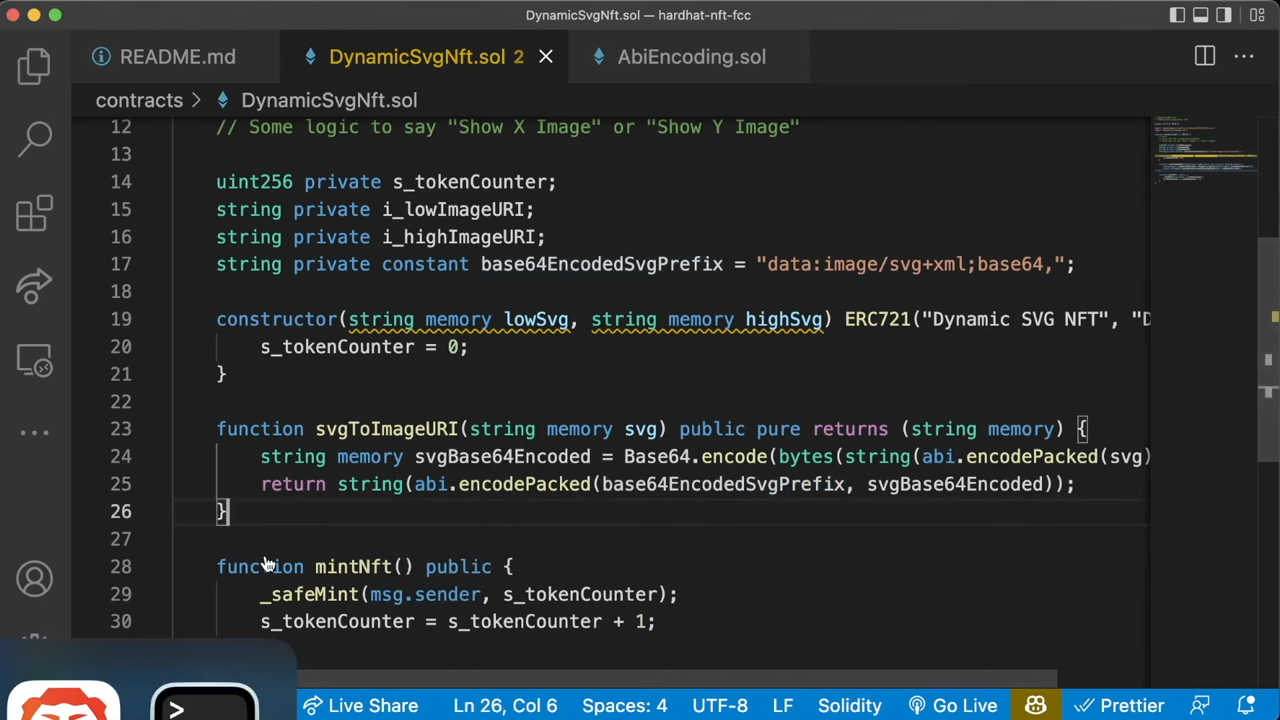 DynamicSvgNft.sol — hardhat-nft-fcc
README.md DynamicSvgNft.sol 2 AbiEncoding.sol
contracts > DynamicSvgNft.sol
12 // Some logic to say "Show X Image" or "Show Y Image"
13
14 uint256 private s_tokenCounter;
15 string private i_lowImageURI;
16 string private i_highImageURI;
17 string private constant base64EncodedSvgPrefix = "data:image/svg+xml;base64,";
18
19 constructor(string memory lowSvg, string memory highSvg) ERC721("Dynamic SVG NFT", "D
20 s_tokenCounter = 0;
21 }
22
23 function svgToImageURI(string memory svg) public pure returns (string memory) {
24 string memory svgBase64Encoded = Base64.encode(bytes(string(abi.encodePacked(svg)
25 return string(abi.encodePacked(base64EncodedSvgPrefix, svgBase64Encoded));
26 }
27
28 function mintNft() public {
29 _safeMint(msg.sender, s_tokenCounter);
30 s_tokenCounter = s_tokenCounter + 1;
Live Share Ln 26, Col 6 Spaces: 4 UTF-8 LF Solidity Go Live Prettier